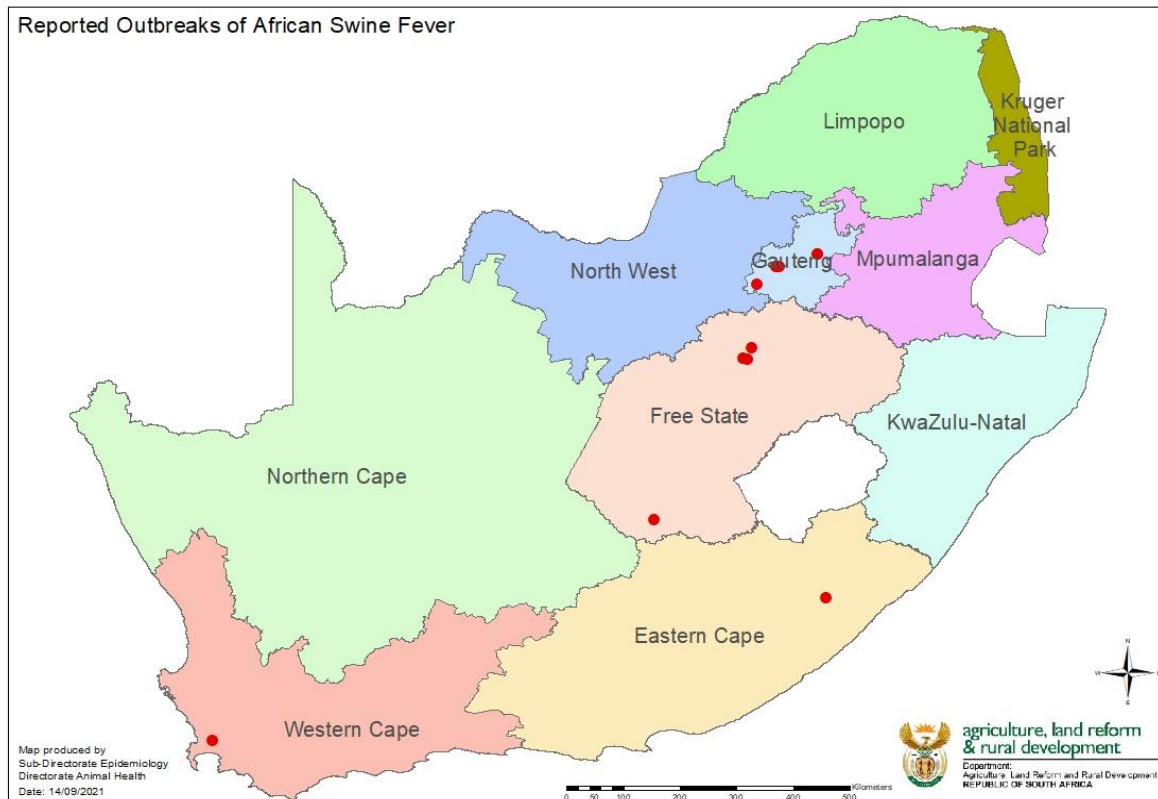 Reported Outbreaks of African Swine Fever
Limpopo
Kruger
National
Park
North West
Gauteng
Mpumalanga
Free State
KwaZulu-Natal
Northern Cape
Eastern Cape
Western Cape
N
W
S
Map produced by
Sub-Directorate Epidemiology
Directorate Animal Health
Date: 14/09/2021
Kilometers
0 50 100 200 300 400 500
agriculture, land reform
& rural development
Department:
Agriculture, Land Reform and Rural Development
REPUBLIC OF SOUTH AFRICA